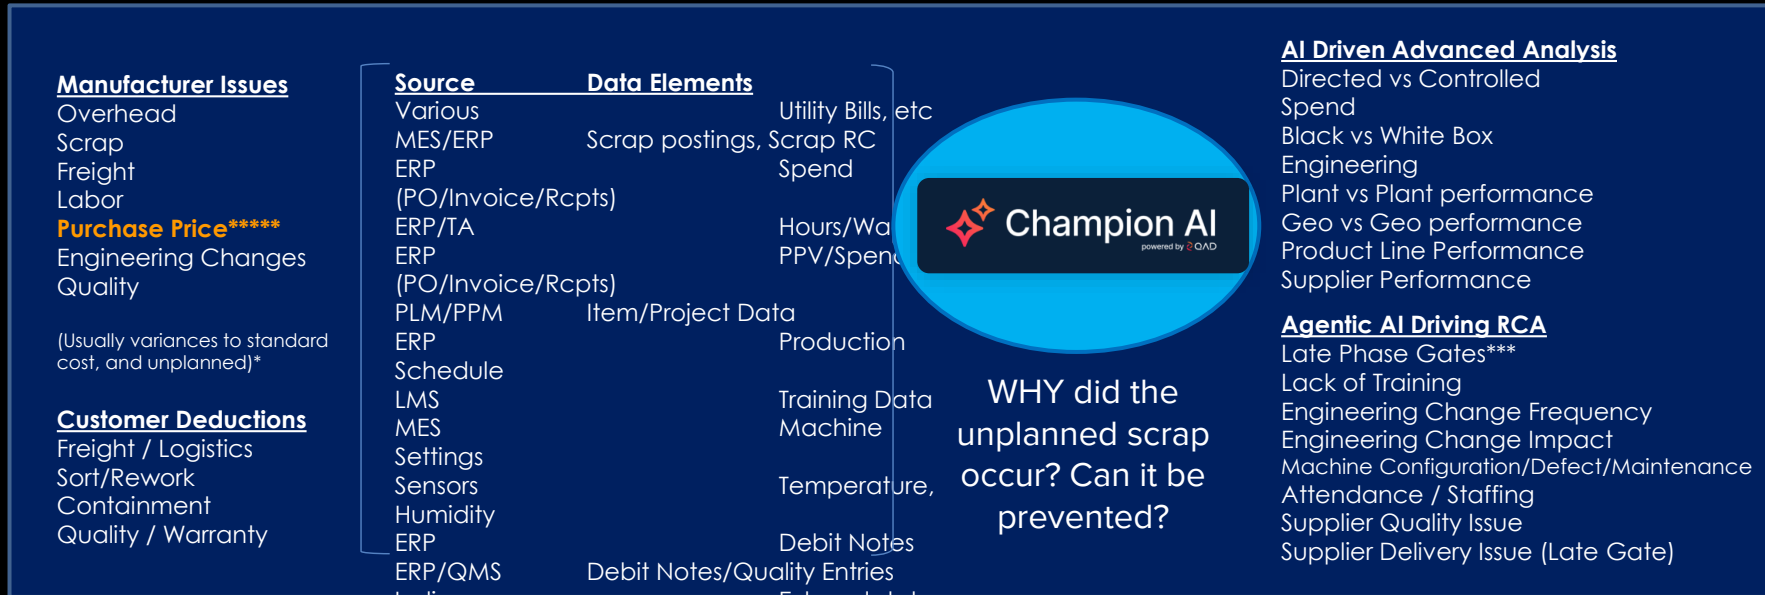 Manufacturer Issues
Overhead
Scrap
Freight
Labor
Purchase Price*****
Engineering Changes
Quality
(Usually variances to standard
cost, and unplanned)*
Customer Deductions
Freight / Logistics
Sort/Rework
Containment
Quality / Warranty
Source Data Elements
Various Utility Bills, etc
MES/ERP Scrap postings, Scrap RC
ERP Spend
(PO/Invoice/Rcpts)
ERP/TA Hours/Wa
ERP PPV/Spen
(PO/Invoice/Rcpts)
PLM/PPM Item/Project Data
ERP Production
Schedule
LMS Training Data
MES Machine
Settings
Sensors Temperature,
Humidity
ERP Debit Notes
ERP/QMS Debit Notes/Quality Entries
Champion AI
powered by QAD
WHY did the
unplanned scrap
occur? Can it be
prevented?
AI Driven Advanced Analysis
Directed vs Controlled
Spend
Black vs White Box
Engineering
Plant vs Plant performance
Geo vs Geo performance
Product Line Performance
Supplier Performance
Agentic AI Driving RCA
Late Phase Gates***
Lack of Training
Engineering Change Frequency
Engineering Change Impact
Machine Configuration/Defect/Maintenance
Attendance / Staffing
Supplier Quality Issue
Supplier Delivery Issue (Late Gate)